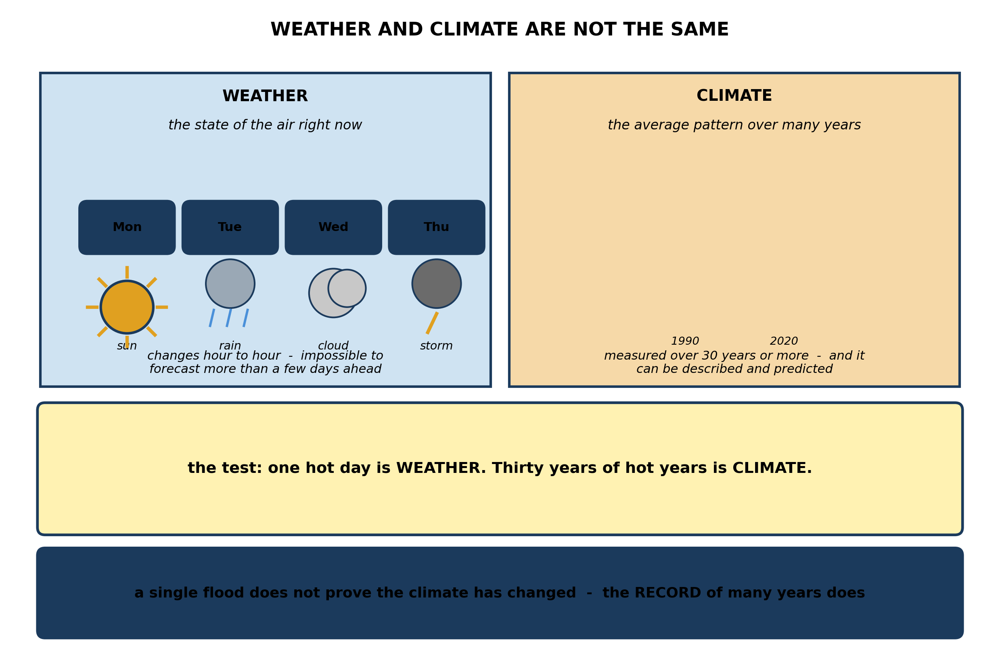 WEATHER AND CLIMATE ARE NOT THE SAME
WEATHER
the state of the air right now
Mon
Tue
Wed
Thu
sun
rain
cloud
storm
changes hour to hour - impossible to
forecast more than a few days ahead
CLIMATE
the average pattern over many years
1990
2020
measured over 30 years or more - and it
can be described and predicted
the test: one hot day is WEATHER. Thirty years of hot years is CLIMATE.
a single flood does not prove the climate has changed - the RECORD of many years does